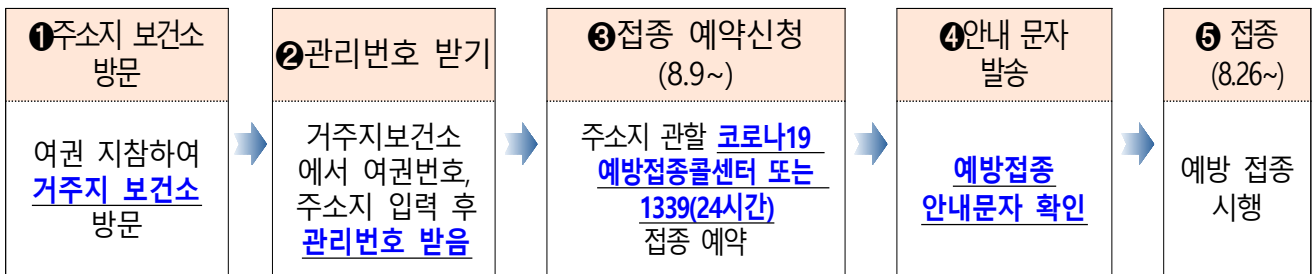 ❶주소지 보건소
방문
여권 지참하여
거주지 보건소
방문
❷관리번호 받기
거주지보건소
에서 여권번호,
주소지 입력 후
관리번호 받음
❸접종 예약신청
(8.9~)
주소지 관할 코로나19
예방접종콜센터 또는
1339(24시간)
접종 예약
❹안내 문자
발송
예방접종
안내문자 확인
❺ 접종
(8.26~)
예방 접종
시행